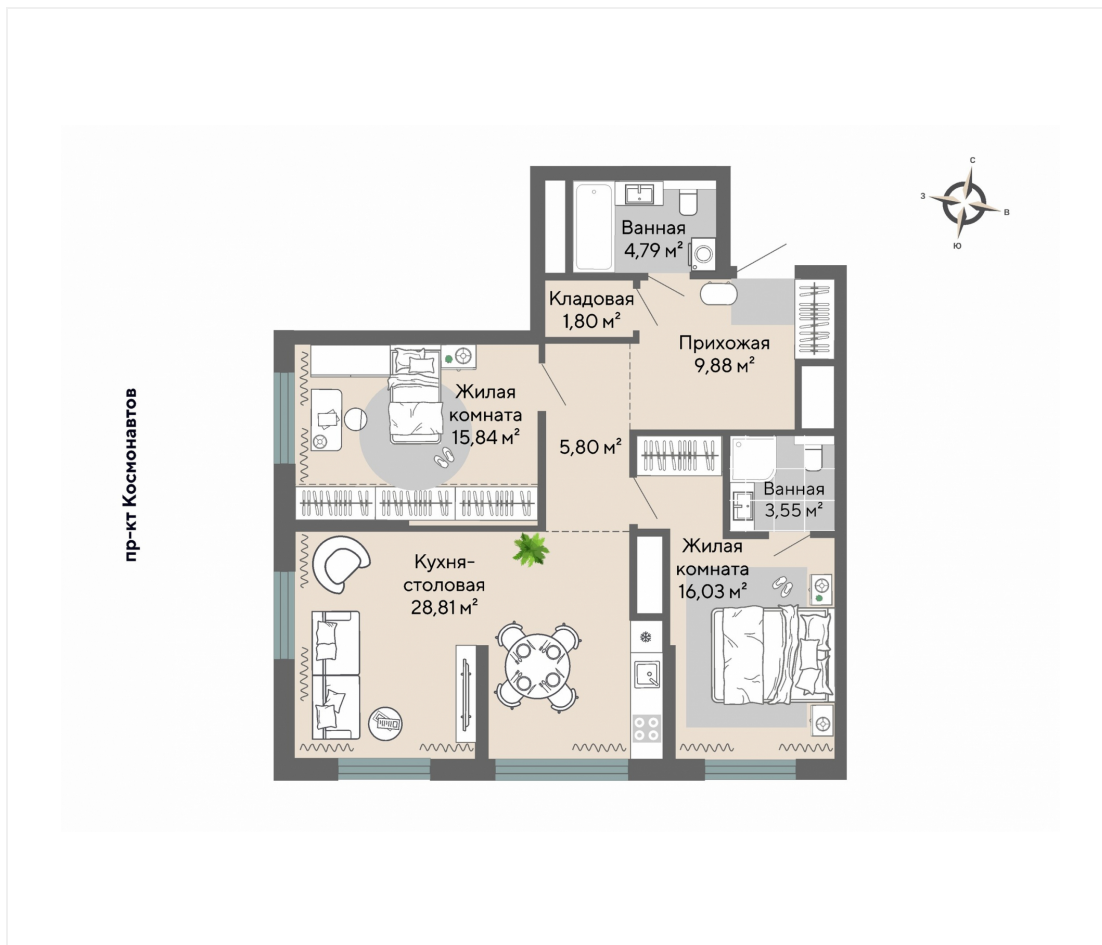 С
З
В
Ю
Ванная
4,79 м²
Кладовая
1,80 м²
Прихожая
9,88 м²
Жилая
комната
15,84 м²
5,80 м²
Ванная
3,55 м²
Кухня-
столовая
28,81 м²
Жилая
комната
16,03 м²
пр-кт Космонавтов